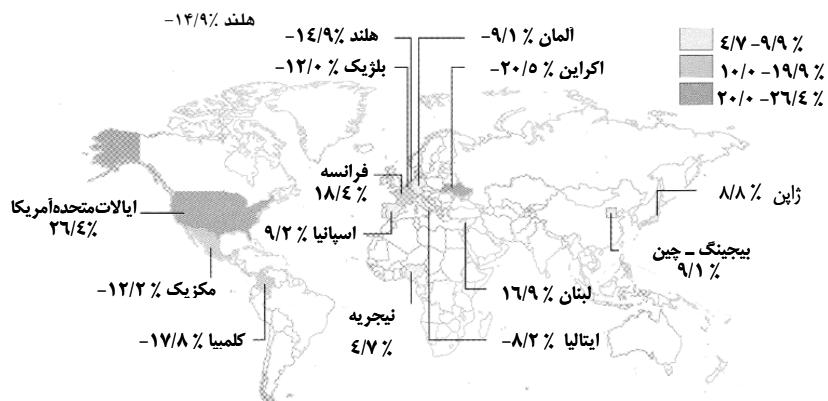 هلند ۱۴/۹٪−
هلند ۱۴/۹٪−
آلمان ۹/۱٪−
۴/۷−۹/۹٪
بلژیک ۱۲/۰٪−
اکراین ۲۰/۵٪−
۱۰/۰−۱۹/۹٪
۲۰/۰−۲۶/۴٪
فرانسه
۱۸/۴٪
ژاپن ۸/۸٪
ایالات‌متحده‌آمریکا
۲۶/۴٪
اسپانیا ۹/۲٪
بیجینگ ـ چین
۹/۱٪
مکزیک ۱۲/۲٪−
لبنان ۱۶/۹٪
نیجریه
۴/۷٪
کلمبیا ۱۷/۸٪−
ایتالیا ۸/۲٪−